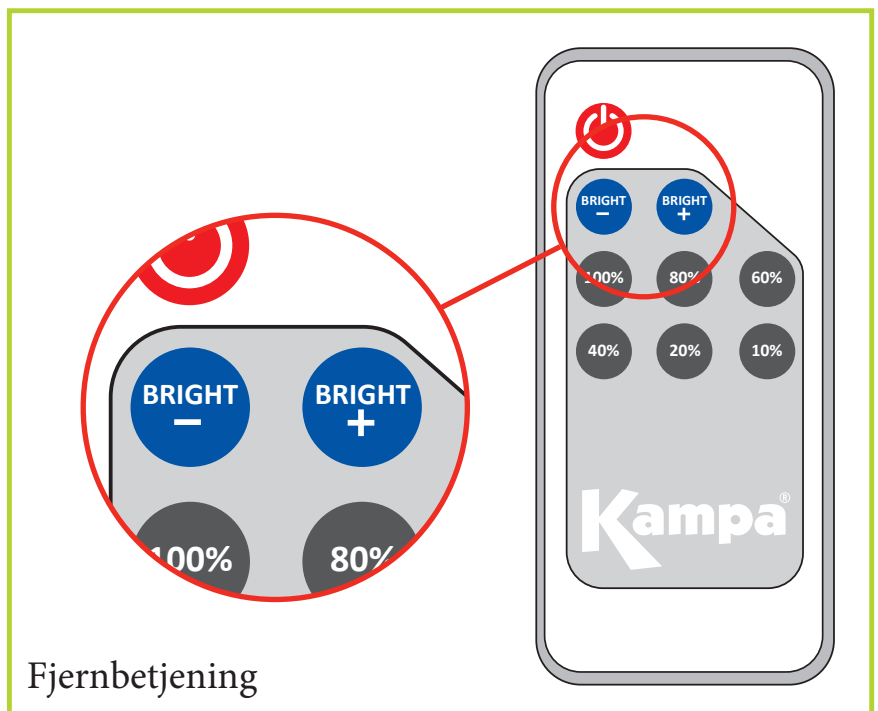 BRIGHT
−
BRIGHT
+
100%
80%
60%
40%
20%
10%
Kampa®
BRIGHT
−
BRIGHT
+
100%
80%
Fjernbetjening